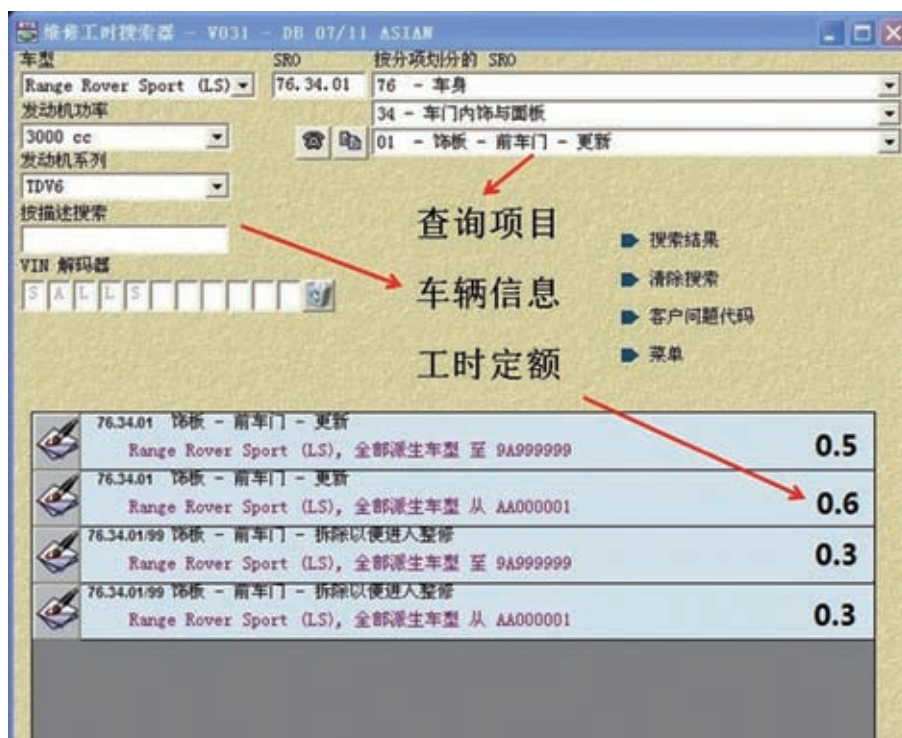 维修工时搜索器 - V031 - DB 07/11 ASIAN
车型 SRO 按分项划分的 SRO
Range Rover Sport (LS) 76.34.01 76 - 车身
发动机功率 34 - 车门内饰与面板
3000 cc 01 - 饰板 - 前车门 - 更新
发动机系列
TDV6
按描述搜索
查询项目
搜索结果
VIN 解码器
清除搜索
S A L L S
车辆信息
客户问题代码
工时定额
菜单
76.34.01 饰板 - 前车门 - 更新
Range Rover Sport (LS), 全部派生车型 至 9A999999 0.5
76.34.01 饰板 - 前车门 - 更新
Range Rover Sport (LS), 全部派生车型 从 AA000001 0.6
76.34.01/99 饰板 - 前车门 - 拆除以便进入整修
Range Rover Sport (LS), 全部派生车型 至 9A999999 0.3
76.34.01/99 饰板 - 前车门 - 拆除以便进入整修
Range Rover Sport (LS), 全部派生车型 从 AA000001 0.3